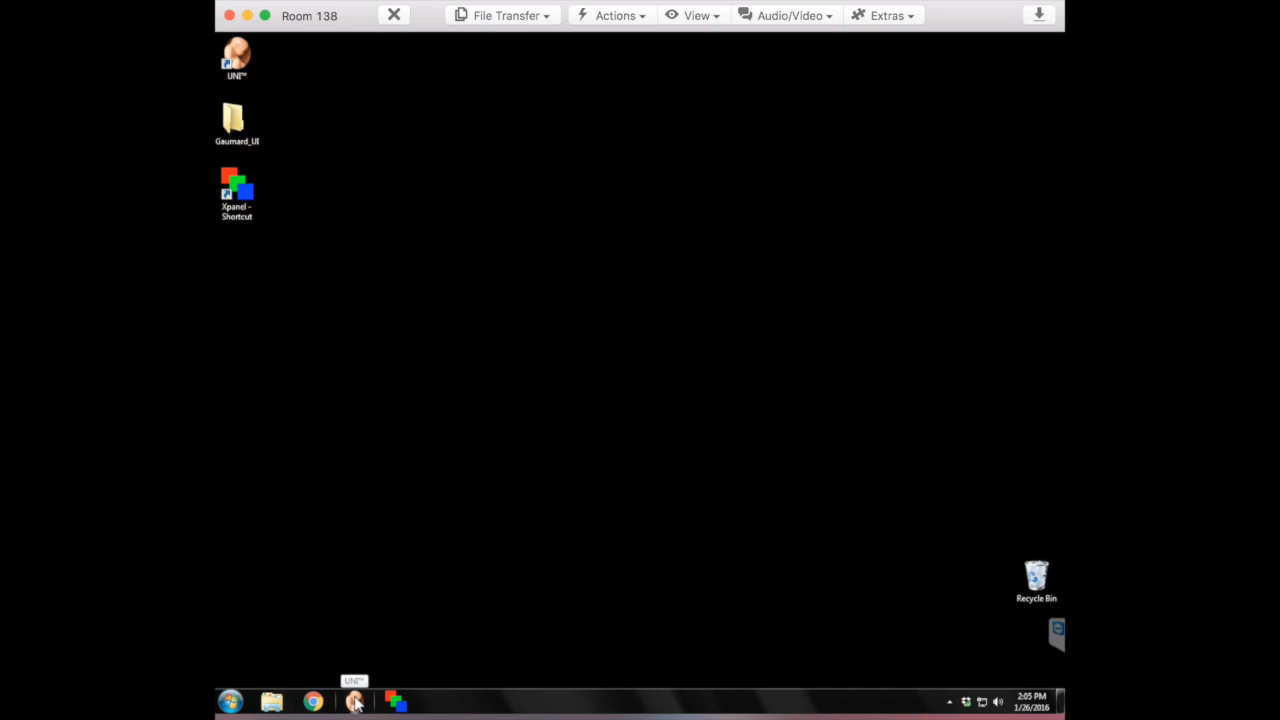 Room 138
File Transfer
Actions
View
Audio/Video
Extras
UNI™
Gaumard_UI
Xpanel -
Shortcut
Recycle Bin
UNI™
2:05 PM
1/26/2016